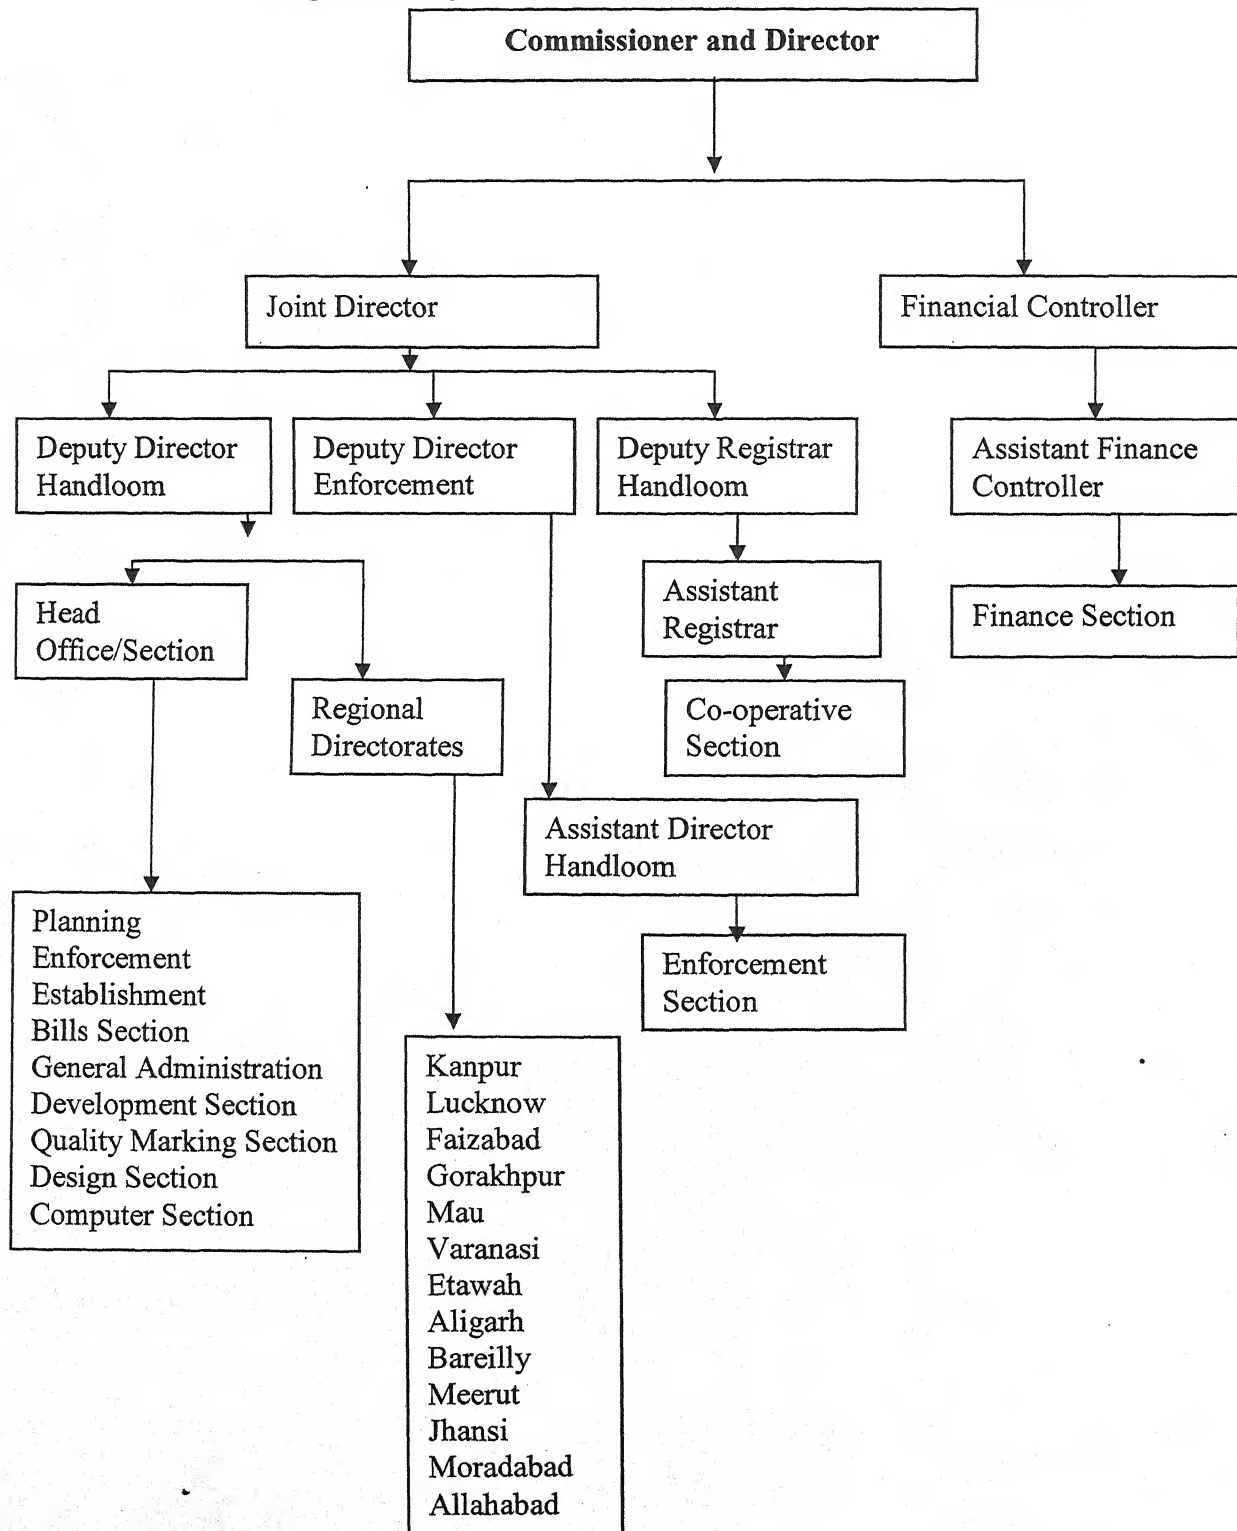 Commissioner and Director
Joint Director
Financial Controller
Deputy Director
Handloom
Deputy Director
Enforcement
Deputy Registrar
Handloom
Assistant Finance
Controller
Head
Office/Section
Assistant
Registrar
Finance Section
Regional
Directorates
Co-operative
Section
Assistant Director
Handloom
Planning
Enforcement
Establishment
Bills Section
General Administration
Development Section
Quality Marking Section
Design Section
Computer Section
Enforcement
Section
Kanpur
Lucknow
Faizabad
Gorakhpur
Mau
Varanasi
Etawah
Aligarh
Bareilly
Meerut
Jhansi
Moradabad
Allahabad